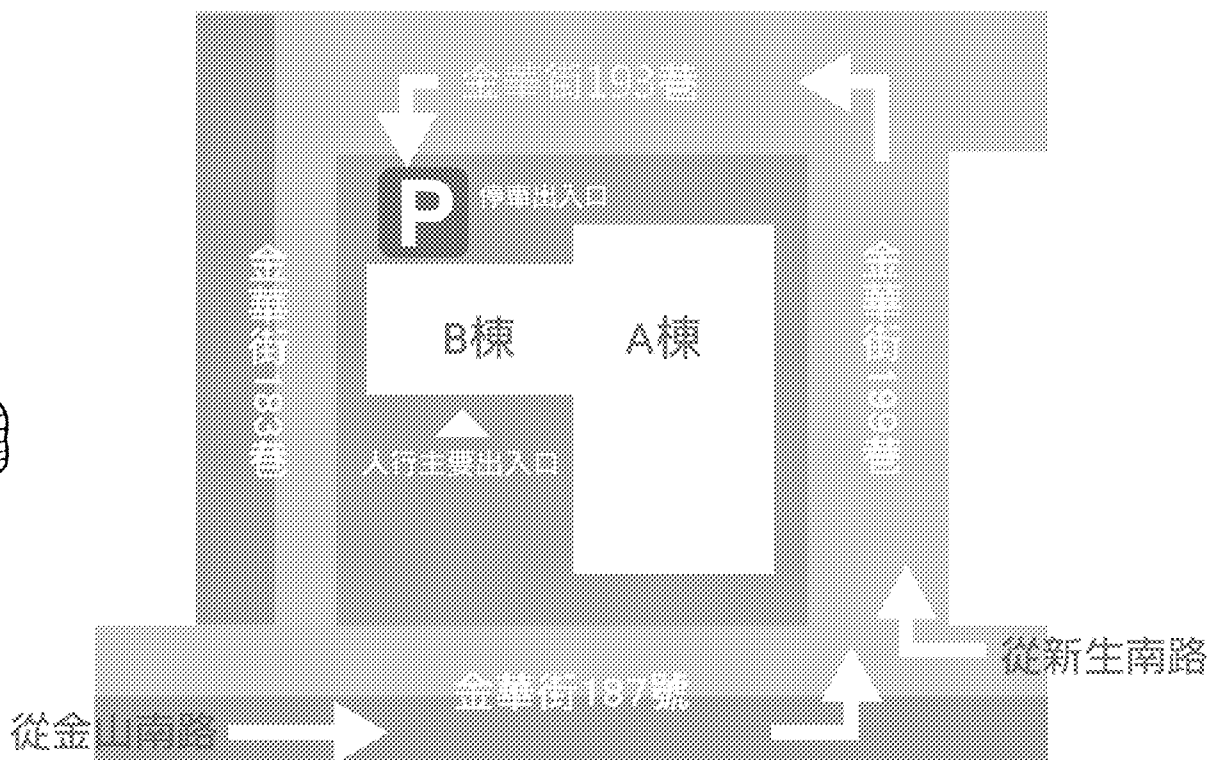 金華街193巷
P
停車出入口
金華街183巷
B棟
A棟
金華街189巷
人行主要出入口
從新生南路
金華街187號
從金山南路